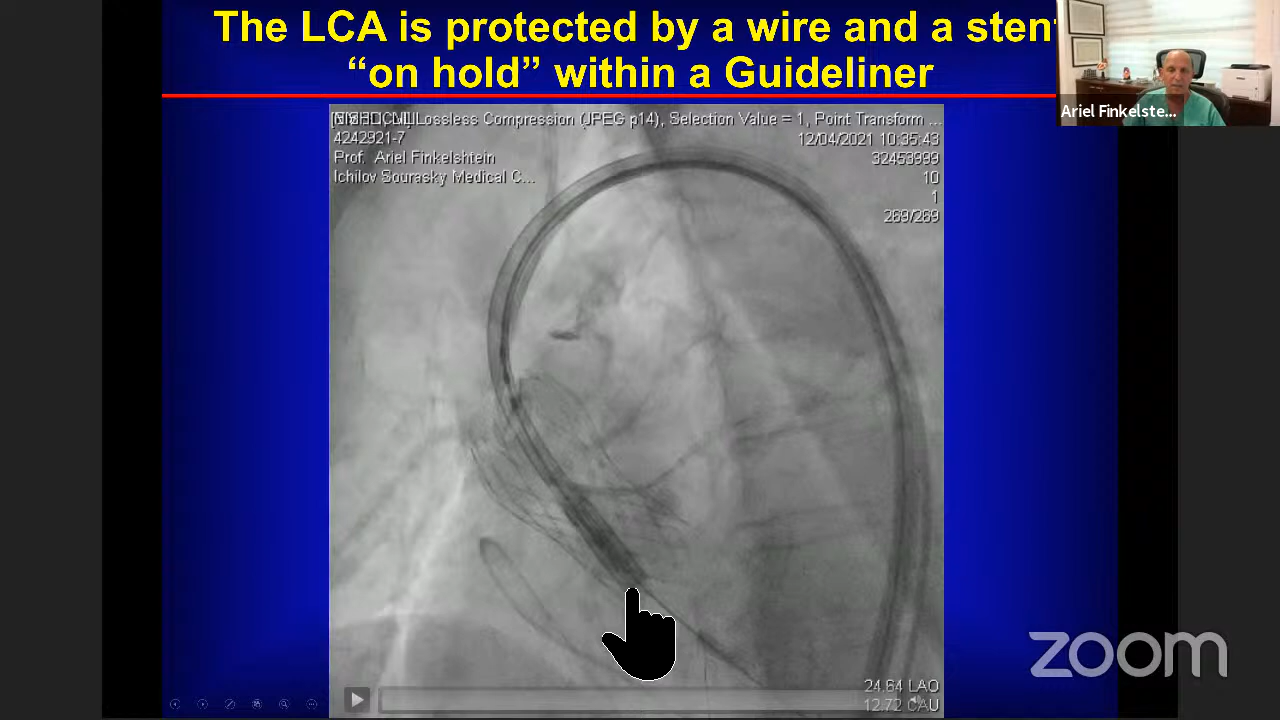 The LCA is protected by a wire and a stent
“on hold” within a Guideliner
Ariel Finkelste...
Lossless Compression (JPEG p14), Selection Value = 1, Point Transform ...
4242921-7
12/04/2021 10:35:43
Prof. Ariel Finkelshtein
32453999
Ichilov Sourasky Medical C...
10
1
269/269
zoom
24.64 LAO
12.72 CAU